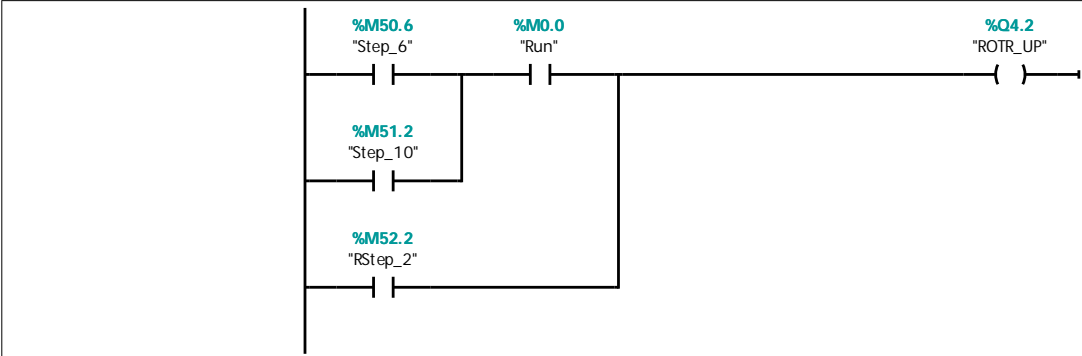 %M50.6 %M0.0 %Q4.2
"Step_6" "Run" "ROTR_UP"
%M51.2
"Step_10"
%M52.2
"RStep_2"